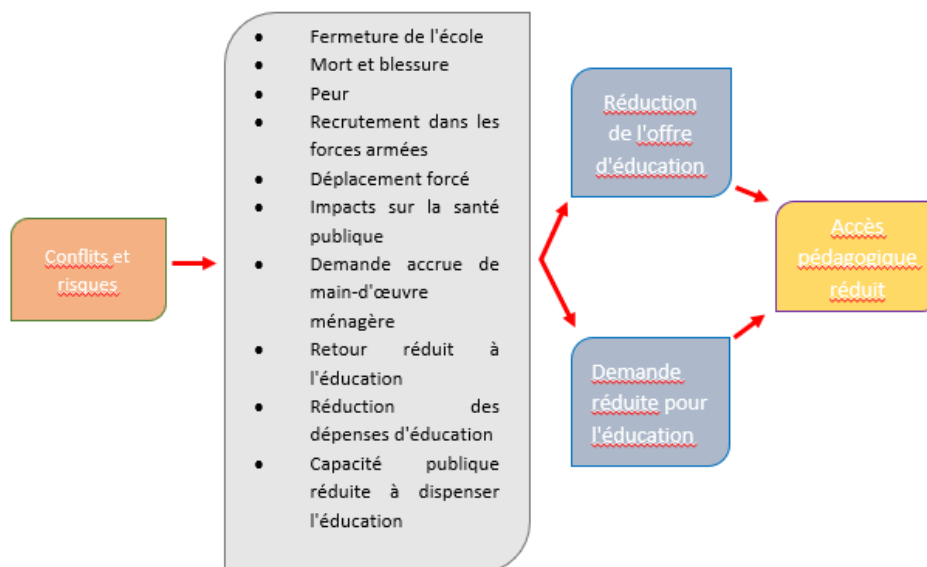 Conflits et
risques
• Fermeture de l'école
• Mort et blessure
• Peur
• Recrutement dans les
forces armées
• Déplacement forcé
• Impacts sur la santé
publique
• Demande accrue de
main-d'œuvre
ménagère
• Retour réduit à
l'éducation
• Réduction des
dépenses d'éducation
• Capacité publique
réduite à dispenser
l'éducation
Réduction
de l'offre
d'éducation
Demande
réduite pour
l'éducation
Accès
pédagogique
réduit